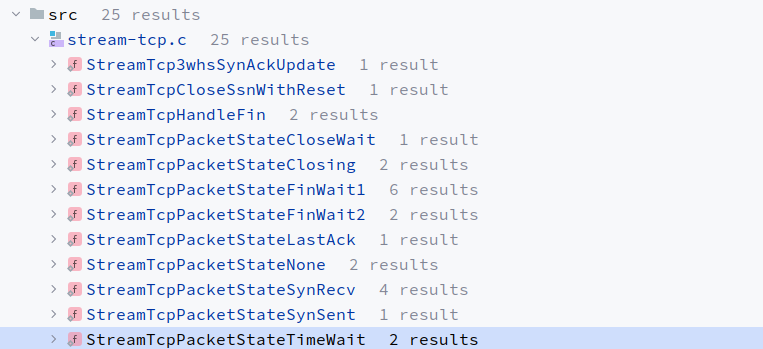 src 25 results
stream-tcp.c 25 results
StreamTcp3whsSynAckUpdate 1 result
StreamTcpCloseSsnWithReset 1 result
StreamTcpHandleFin 2 results
StreamTcpPacketStateCloseWait 1 result
StreamTcpPacketStateClosing 2 results
StreamTcpPacketStateFinWait1 6 results
StreamTcpPacketStateFinWait2 2 results
StreamTcpPacketStateLastAck 1 result
StreamTcpPacketStateNone 2 results
StreamTcpPacketStateSynRecv 4 results
StreamTcpPacketStateSynSent 1 result
StreamTcpPacketStateTimeWait 2 results